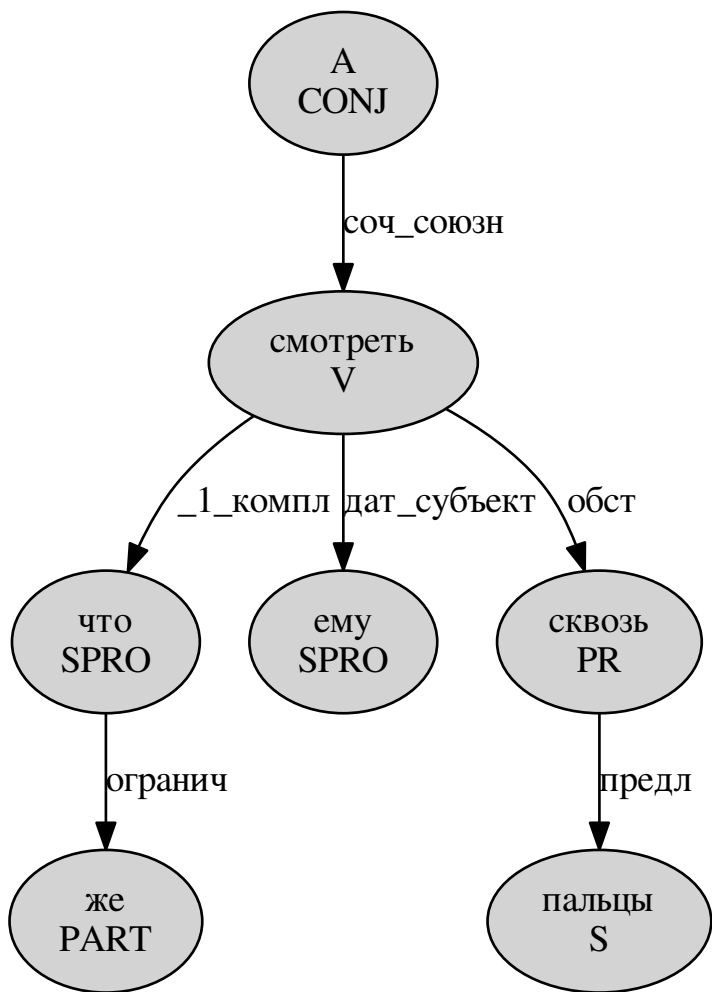 А
CONJ
соч_союзн
смотреть
V
_1_компл
дат_субъект
обст
что
SPRO
ему
SPRO
сквозь
PR
огранич
предл
же
PART
пальцы
S